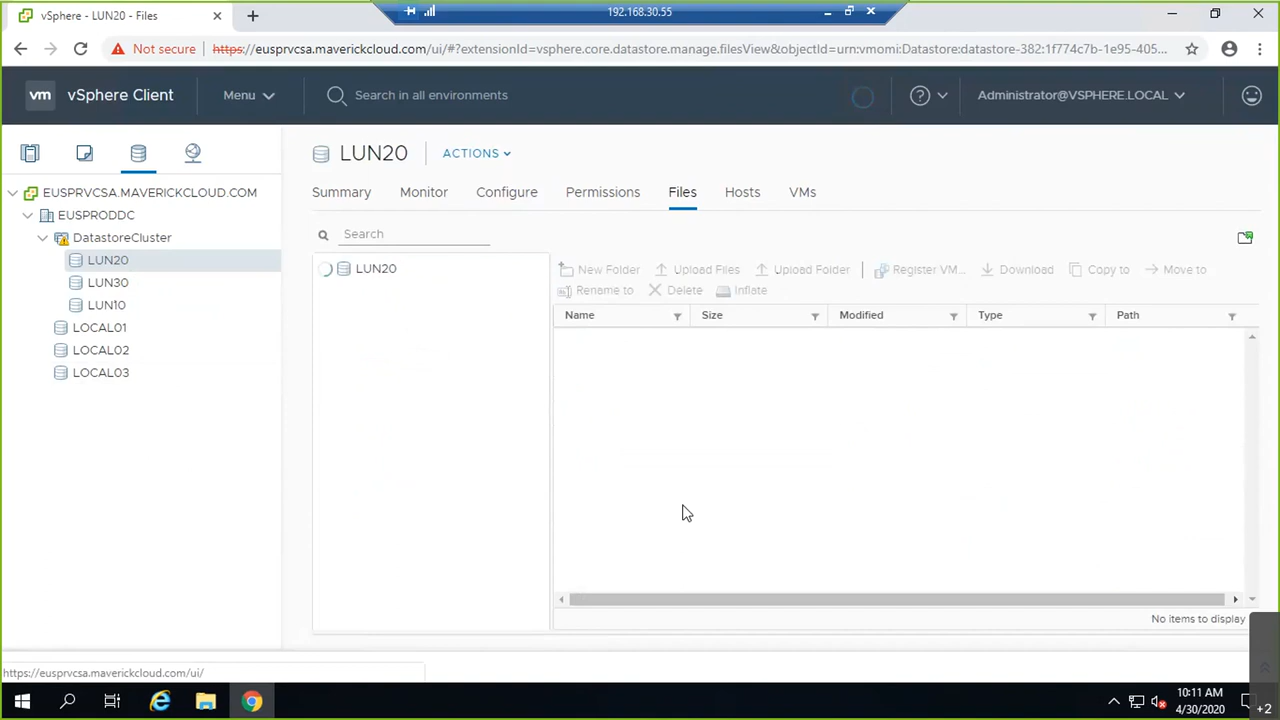 vSphere - LUN20 - Files
192.168.30.55
Not secure
https://eusprvcsa.maverickcloud.com/ui/#?extensionId=vsphere.core.datastore.manage.filesView&objectId=urn:vmomi:Datastore:datastore-382:1f774c7b-1e95-405...
vm vSphere Client
Menu
Search in all environments
Administrator@VSPHERE.LOCAL
EUSPRVCSA.MAVERICKCLOUD.COM
EUSPRODDC
DatastoreCluster
LUN20
LUN30
LUN10
LOCAL01
LOCAL02
LOCAL03
LUN20
ACTIONS
Summary Monitor Configure Permissions Files Hosts VMs
Search
LUN20
New Folder Upload Files Upload Folder Register VM... Download Copy to Move to
Rename to Delete Inflate
Name Size Modified Type Path
No items to display
https://eusprvcsa.maverickcloud.com/ui/
10:11 AM
4/30/2020
+2